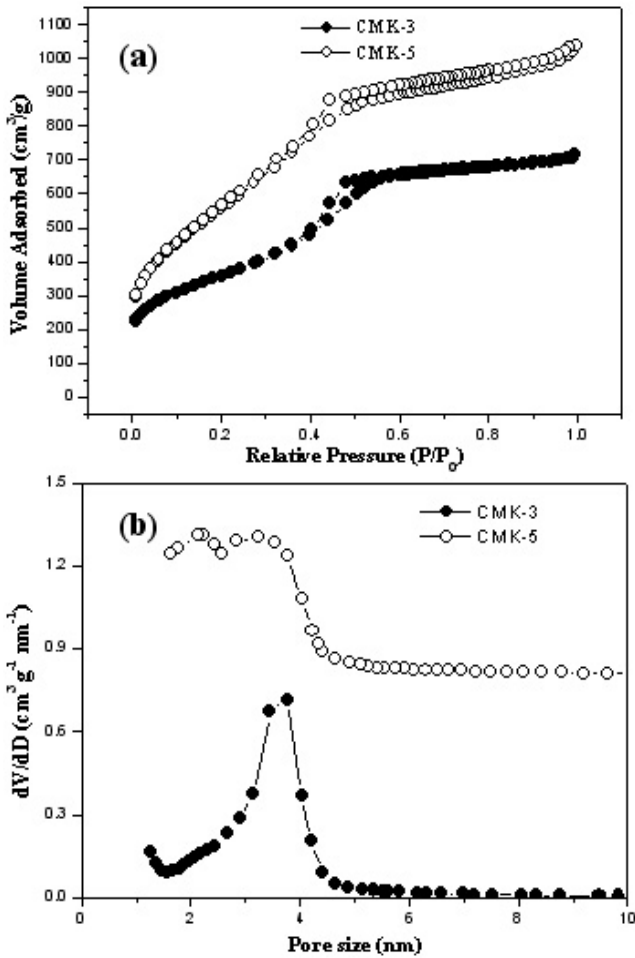 (a)
CMK-3
CMK-5
Volume Adsorbed (cm³/g)
1100
1000
900
800
700
600
500
400
300
200
100
0
0.0 0.2 0.4 0.6 0.8 1.0
Relative Pressure (P/P₀)
(b)
CMK-3
CMK-5
dV/dD (cm³ g⁻¹ nm⁻¹)
1.5
1.2
0.9
0.6
0.3
0.0
0 2 4 6 8 10
Pore size (nm)